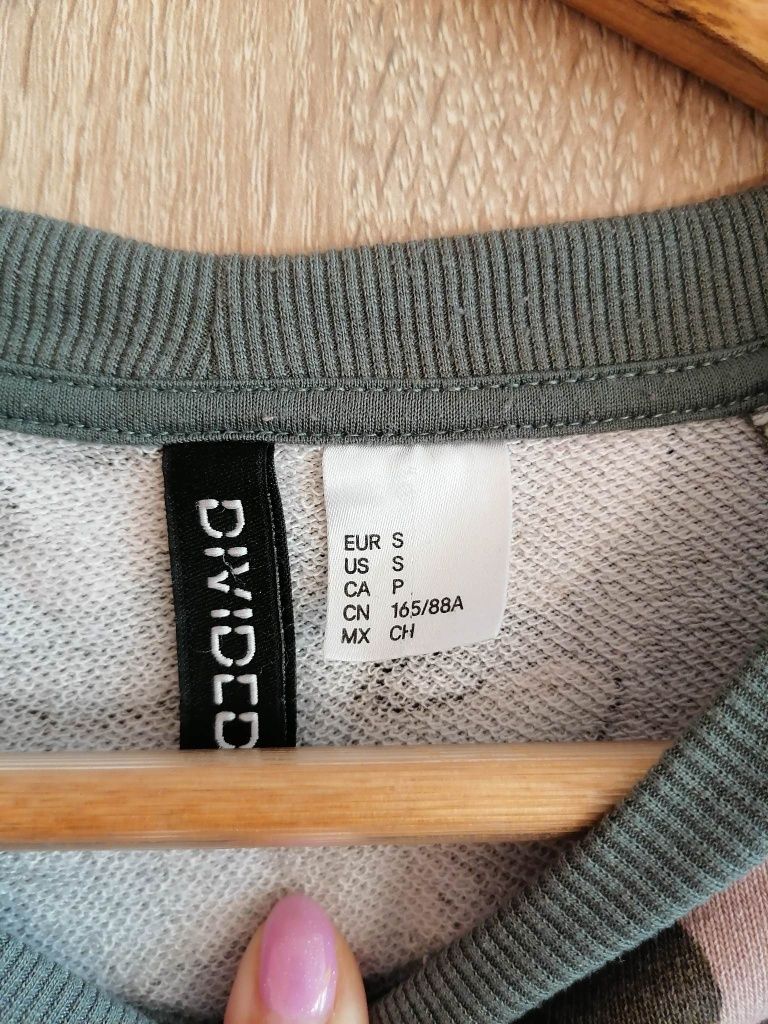 DIVIDED
EUR S
US S
CA P
CN 165/88A
MX CH